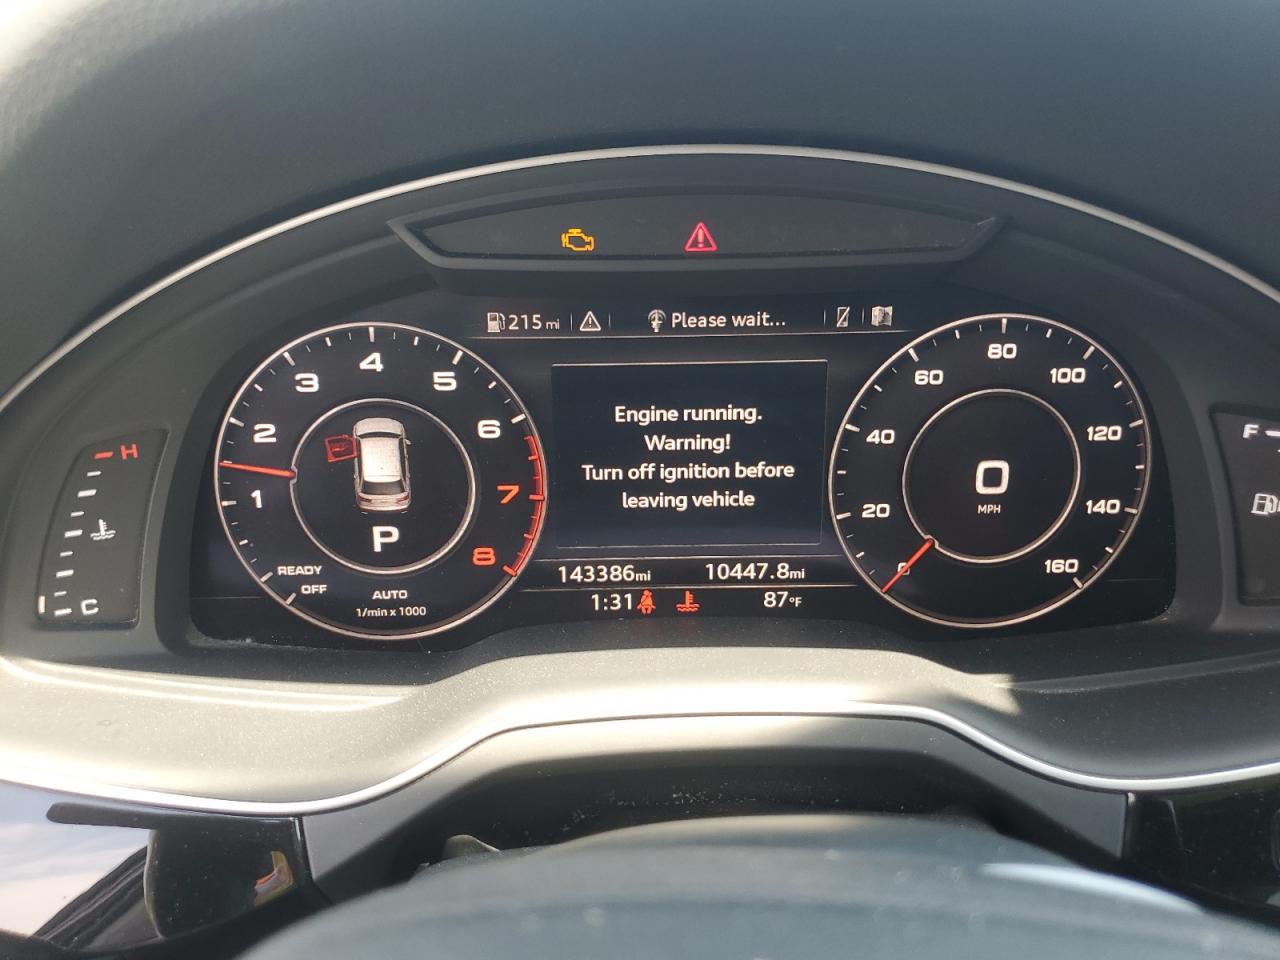 215 mi
Please wait...
4
3
5
2
6
1
7
8
READY
OFF
P
AUTO
1/min x 1000
H
C
Engine running.
Warning!
Turn off ignition before
leaving vehicle
143386mi
10447.8mi
1:31
87°F
80
60
100
40
120
20
140
160
0
MPH
F